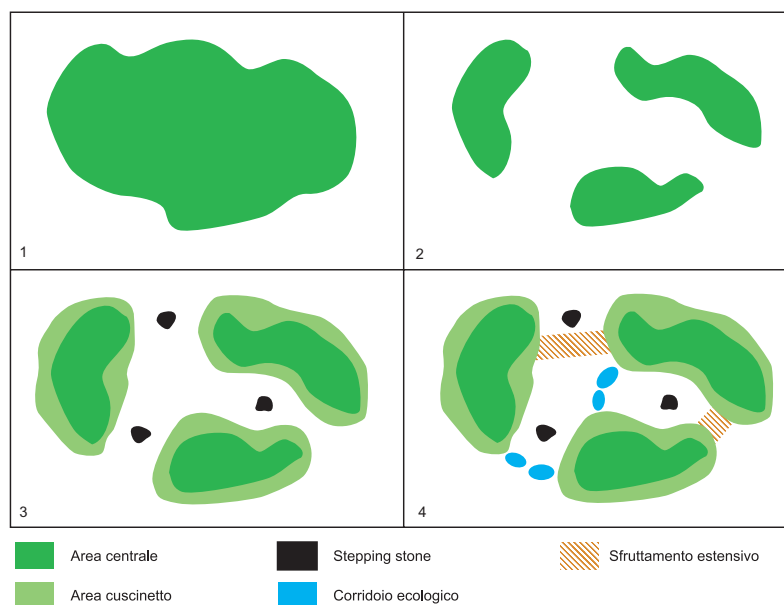 1
2
3
4
Area centrale
Stepping stone
Sfruttamento estensivo
Area cuscinetto
Corridoio ecologico